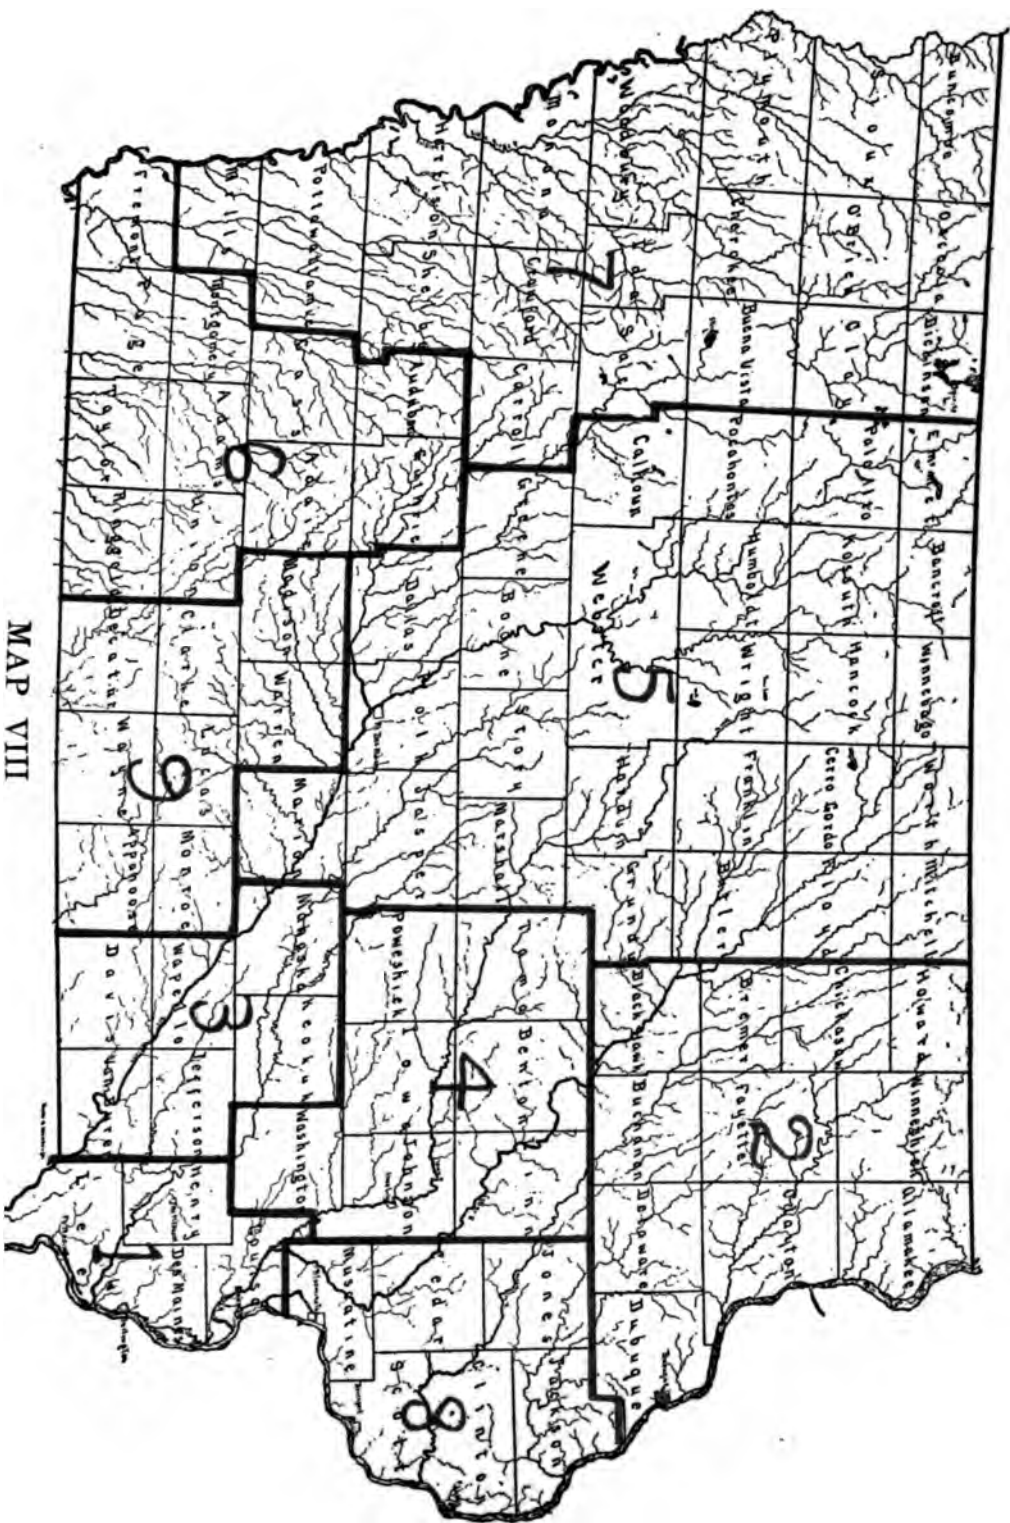 Buncombe Osceola Dickinson Emmet Bancroft Winnebago Worth Mitchell Howard Winneshiek Allamakee
Sioux O'Brien Clay Palo Alto Kossuth Hancock Cerro Gordo Floyd Chickasaw
Plymouth Cherokee Buena Vista Pocahontas Humboldt Wright Franklin Butler Bremer Fayette Clayton
2
Woodbury Ida Sac Calhoun Webster Hardin Grundy Black Hawk Buchanan Delaware Dubuque
7
5
Monona Crawford Carroll Greene Boone Story Marshall Tama Benton Linn Jones Jackson
4
Harrison Shelby Audubon Guthrie Dallas Polk Jasper Poweshiek Iowa Johnson Cedar Clinton
8
Scott
Pottawattamie Cass Adair Madison Warren Marion Mahaska Keokuk Washington Muscatine
6
3
Mills Montgomery Adams Union Clarke Lucas Monroe Wapello Jefferson Henry Des Moines
9
1
Fremont Page Taylor Ringgold Decatur Wayne Appanoose Davis Van Buren Lee
MAP VIII